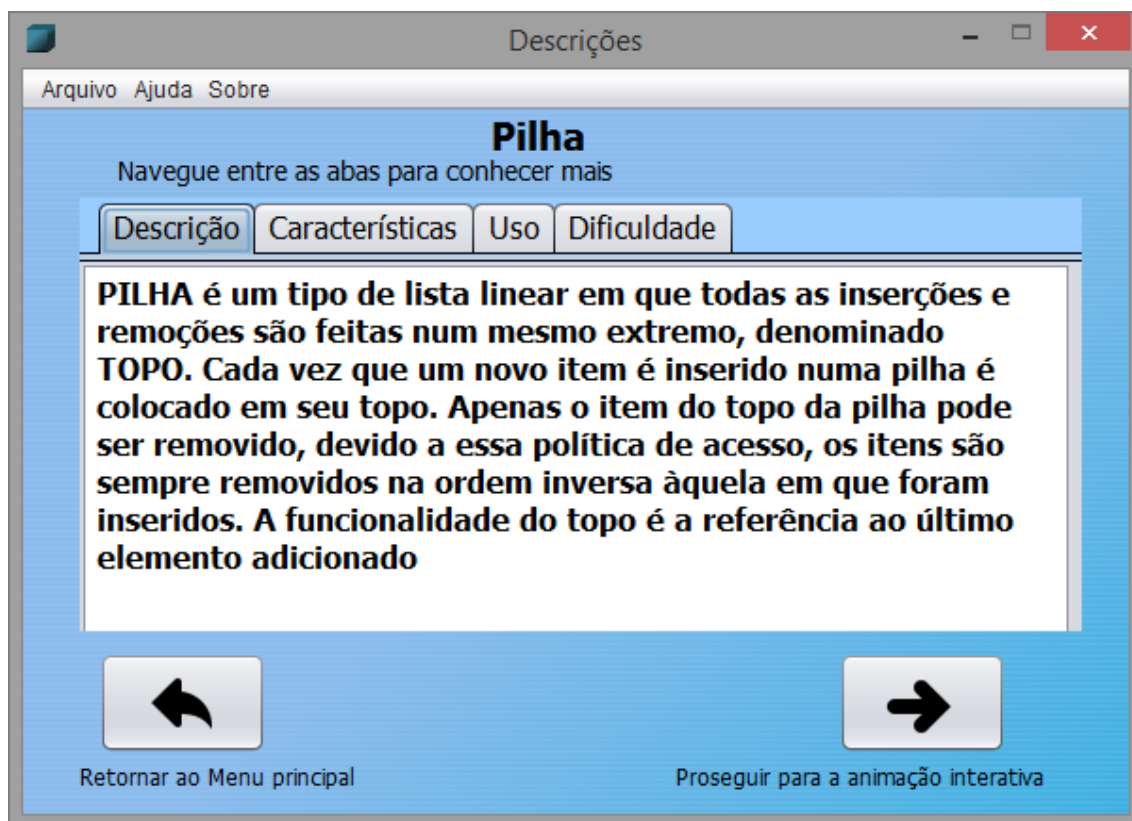 Descrições
Arquivo Ajuda Sobre
Pilha
Navegue entre as abas para conhecer mais
Descrição Características Uso Dificuldade
PILHA é um tipo de lista linear em que todas as inserções e
remoções são feitas num mesmo extremo, denominado
TOPO. Cada vez que um novo item é inserido numa pilha é
colocado em seu topo. Apenas o item do topo da pilha pode
ser removido, devido a essa política de acesso, os itens são
sempre removidos na ordem inversa àquela em que foram
inseridos. A funcionalidade do topo é a referência ao último
elemento adicionado
Retornar ao Menu principal
Proseguir para a animação interativa